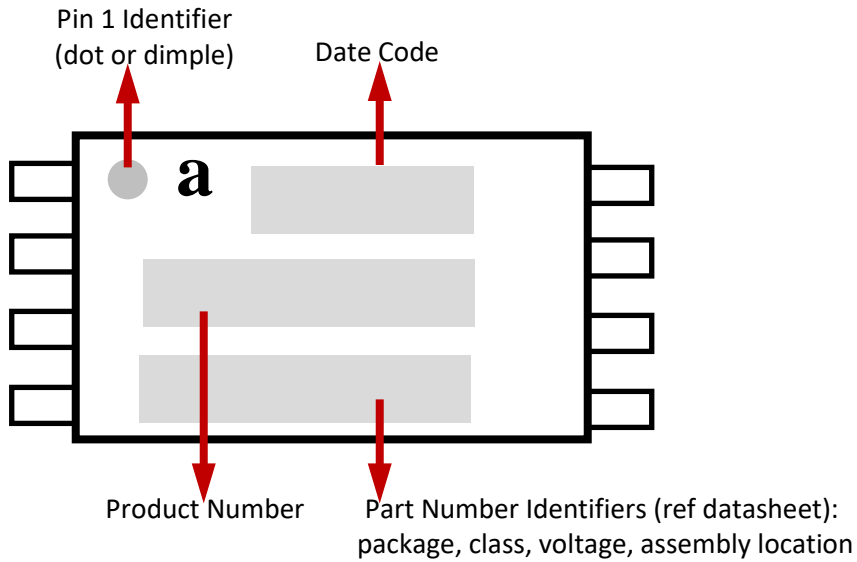 Pin 1 Identifier
(dot or dimple)
Date Code
a
Product Number
Part Number Identifiers (ref datasheet):
package, class, voltage, assembly location